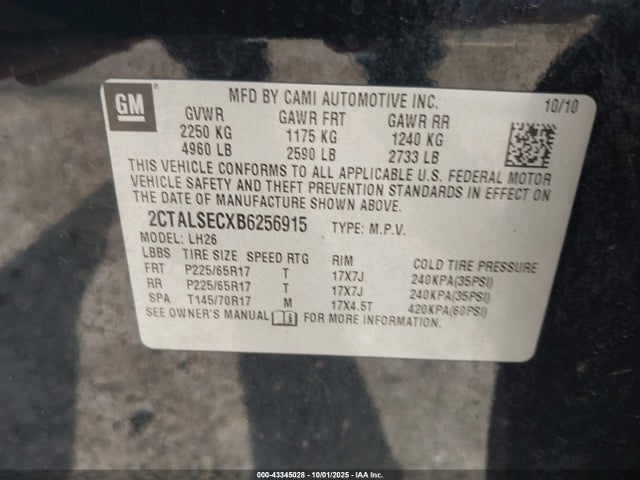 GM
MFD BY CAMI AUTOMOTIVE INC. 10/10
GVWR GAWR FRT GAWR RR
2250 KG 1175 KG 1240 KG
4960 LB 2590 LB 2733 LB
THIS VEHICLE CONFORMS TO ALL APPLICABLE U.S. FEDERAL MOTOR
VEHICLE SAFETY AND THEFT PREVENTION STANDARDS IN EFFECT ON
THE DATE OF MANUFACTURE SHOWN ABOVE.
2CTALSECXB6256915 TYPE: M.P.V.
MODEL: LH26
LBBS TIRE SIZE SPEED RTG RIM COLD TIRE PRESSURE
FRT P225/65R17 T 17X7J 240KPA(35PSI)
RR P225/65R17 T 17X7J 240KPA(35PSI)
SPA T145/70R17 M 17X4.5T 420KPA(60PSI)
SEE OWNER'S MANUAL i FOR MORE INFORMATION.
000-43345028 - 10/01/2025 - IAA Inc.